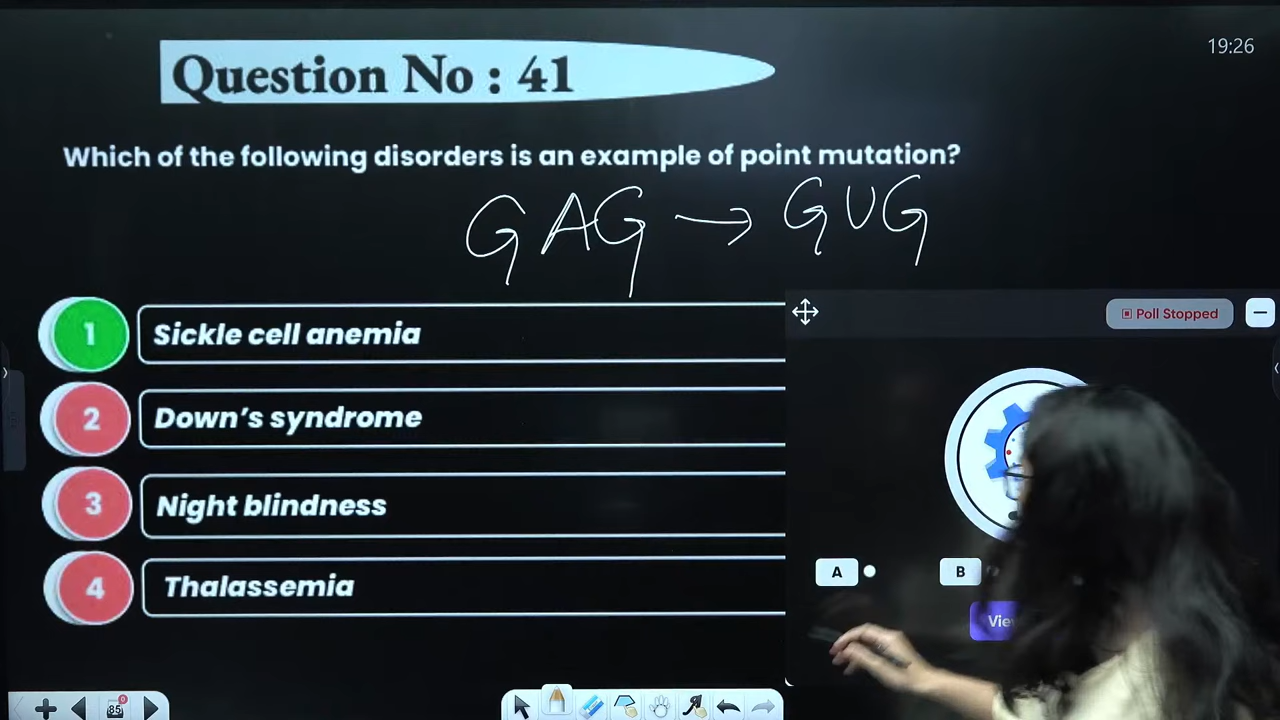 19:26
Question No : 41
Which of the following disorders is an example of point mutation?
GAG → GUG
Poll Stopped
1 Sickle cell anemia
2 Down's syndrome
3 Night blindness
4 Thalassemia
A B
85